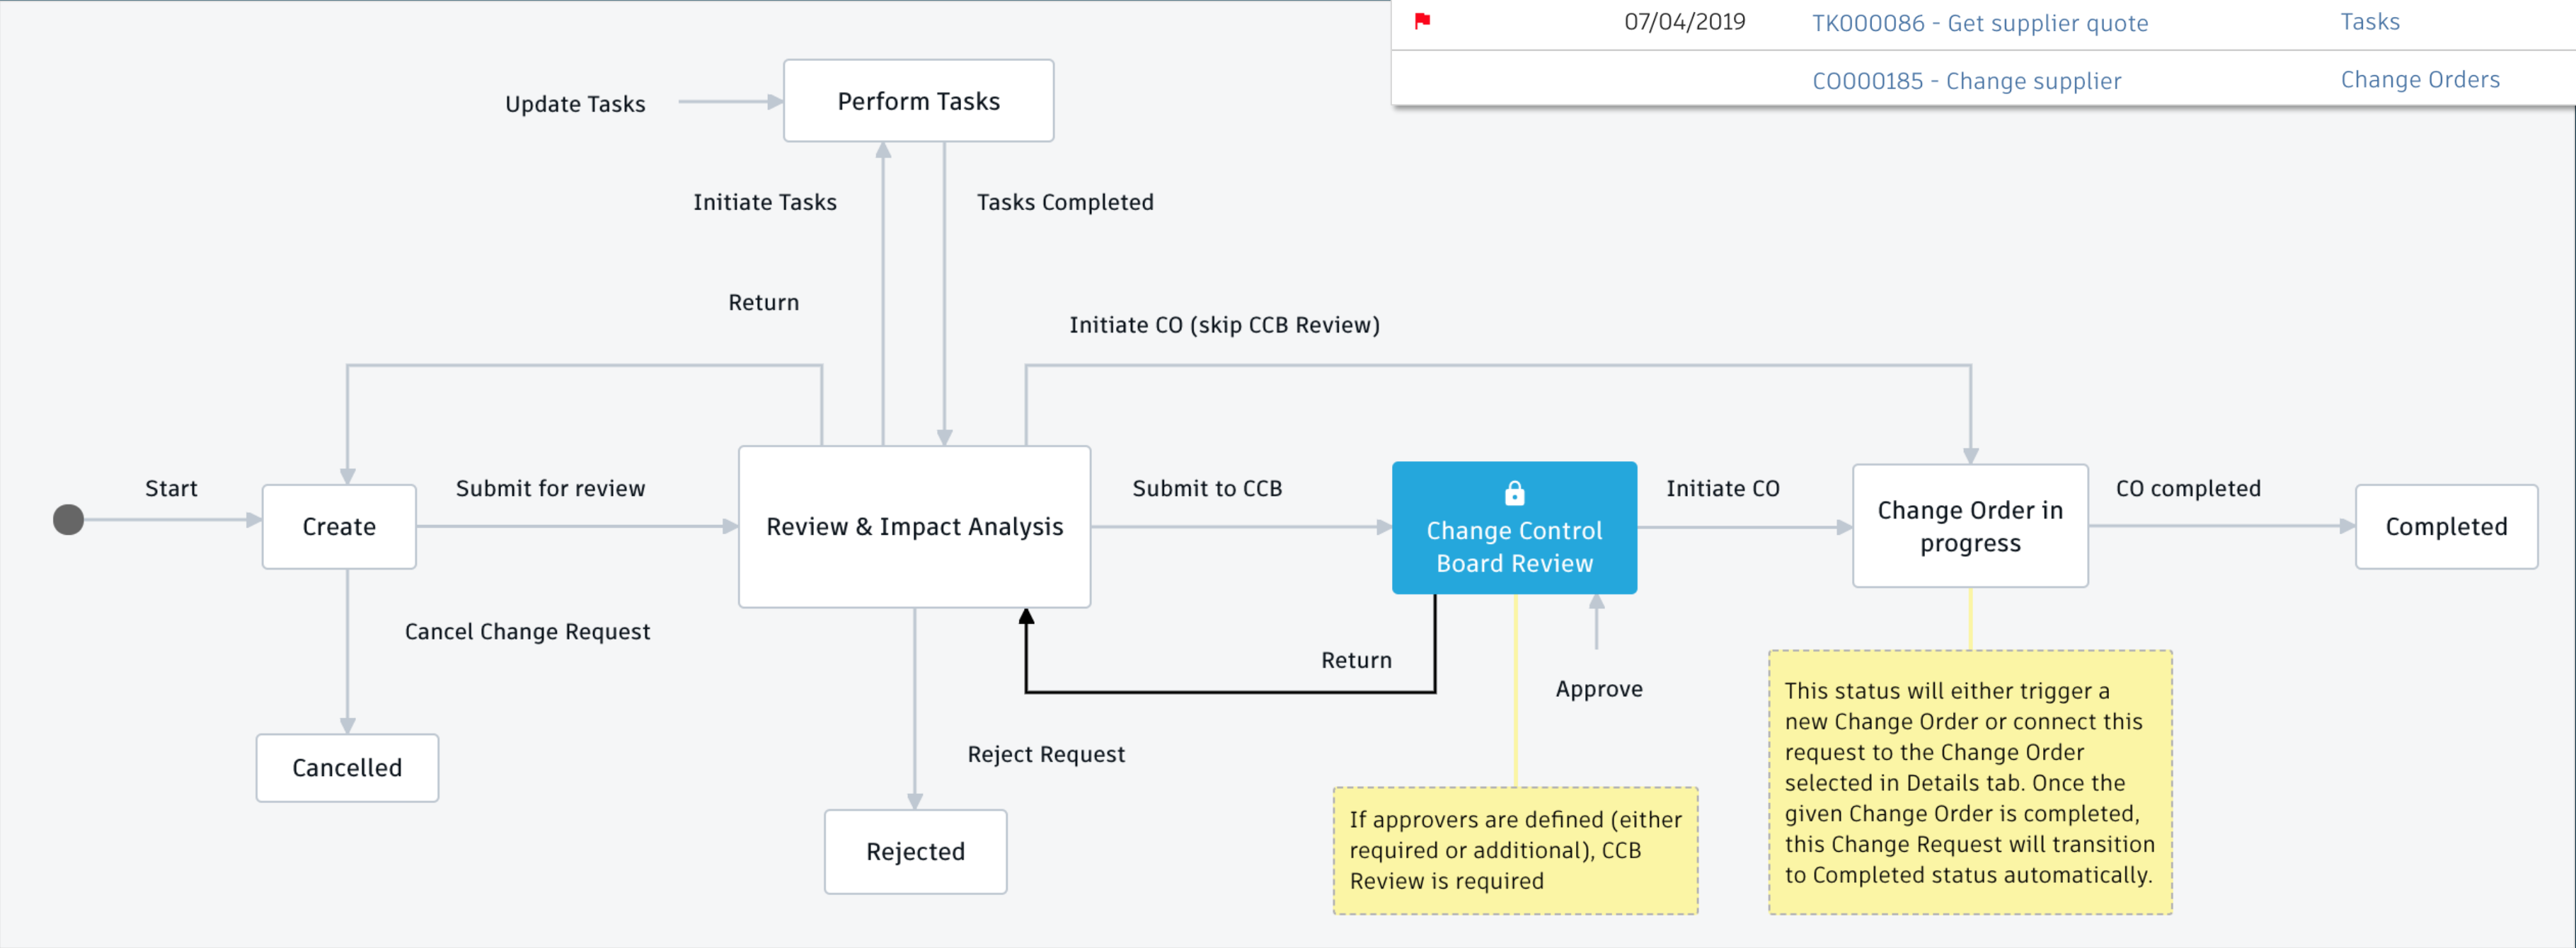 07/04/2019 TK000086 - Get supplier quote Tasks
CO000185 - Change supplier Change Orders
Update Tasks
Perform Tasks
Initiate Tasks
Tasks Completed
Return
Initiate CO (skip CCB Review)
Start
Create
Submit for review
Review & Impact Analysis
Submit to CCB
Change Control
Board Review
Initiate CO
Change Order in
progress
CO completed
Completed
Cancel Change Request
Cancelled
Return
Approve
Reject Request
Rejected
If approvers are defined (either
required or additional), CCB
Review is required
This status will either trigger a
new Change Order or connect this
request to the Change Order
selected in Details tab. Once the
given Change Order is completed,
this Change Request will transition
to Completed status automatically.